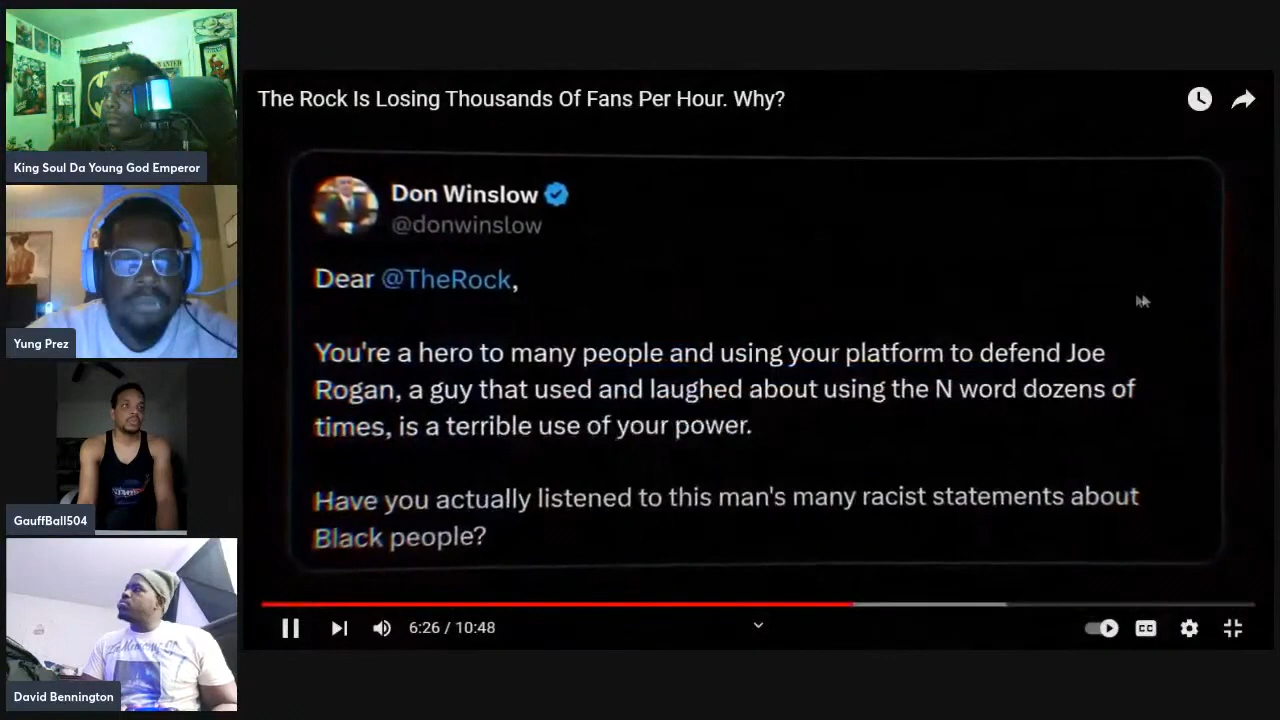 The Rock Is Losing Thousands Of Fans Per Hour. Why?
Don Winslow
@donwinslow
Dear @TheRock,
You're a hero to many people and using your platform to defend Joe
Rogan, a guy that used and laughed about using the N word dozens of
times, is a terrible use of your power.
Have you actually listened to this man's many racist statements about
Black people?
6:26 / 10:48
CC
King Soul Da Young God Emperor
Yung Prez
GauffBall504
David Bennington